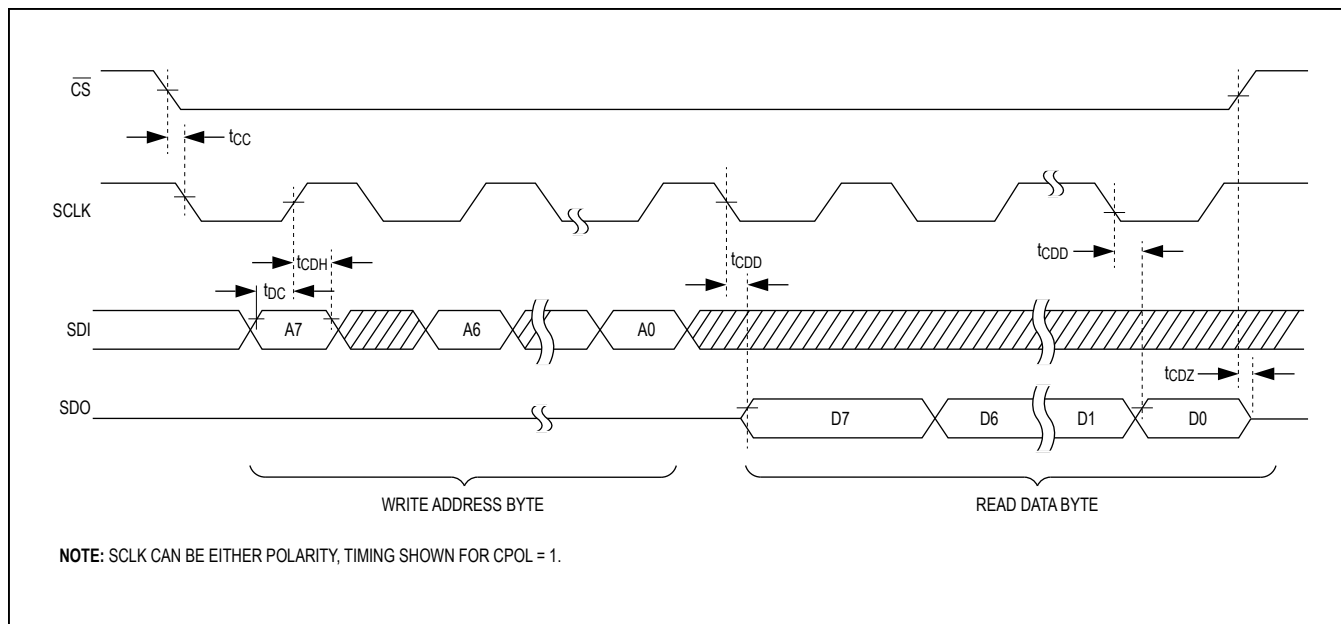 CS
tCC
SCLK
tCDH
tCDD
tCDD
tDC
SDI
A7
A6
A0
tCDZ
SDO
D7
D6
D1
D0
WRITE ADDRESS BYTE
READ DATA BYTE
NOTE: SCLK CAN BE EITHER POLARITY, TIMING SHOWN FOR CPOL = 1.